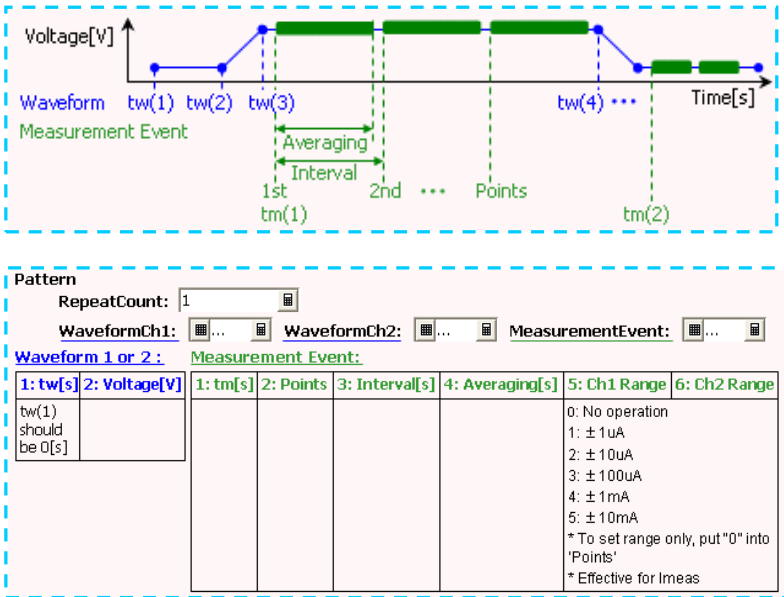 Voltage[V]
Waveform tw(1) tw(2) tw(3) tw(4) ••• Time[s]
Measurement Event
Averaging
Interval
1st 2nd ••• Points
tm(1) tm(2)
Pattern
RepeatCount: 1
WaveformCh1: ... WaveformCh2: ... MeasurementEvent: ...
Waveform 1 or 2 : Measurement Event:
1: tw[s] 2: Voltage[V] 1: tm[s] 2: Points 3: Interval[s] 4: Averaging[s] 5: Ch1 Range 6: Ch2 Range
tw(1)
should
be 0[s]
0: No operation
1: ±1uA
2: ±10uA
3: ±100uA
4: ±1mA
5: ±10mA
* To set range only, put "0" into
'Points'
* Effective for Imeas